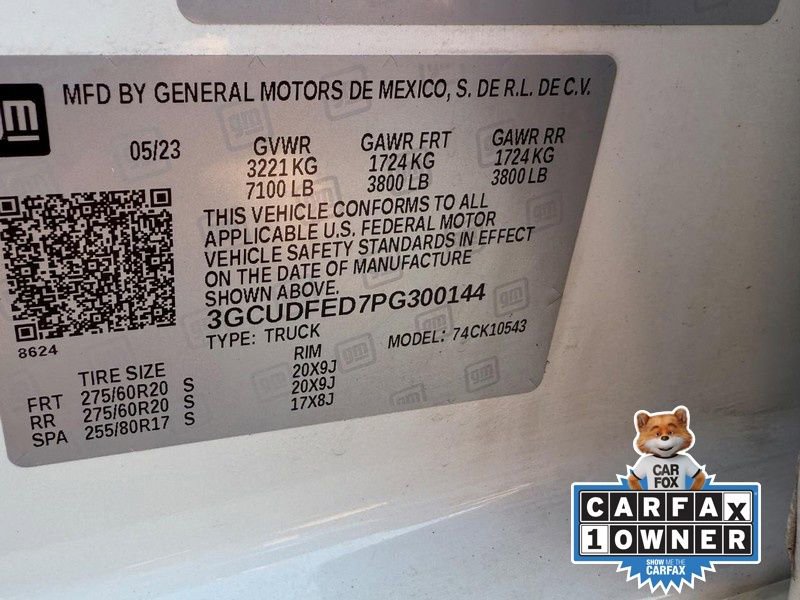 gm
MFD BY GENERAL MOTORS DE MEXICO, S. DE R.L. DE C.V.
05/23 GVWR GAWR FRT GAWR RR
3221 KG 1724 KG 1724 KG
7100 LB 3800 LB 3800 LB
THIS VEHICLE CONFORMS TO ALL
APPLICABLE U.S. FEDERAL MOTOR
VEHICLE SAFETY STANDARDS IN EFFECT
ON THE DATE OF MANUFACTURE
SHOWN ABOVE.
3GCUDFED7PG300144
8624
TYPE: TRUCK MODEL: 74CK10543
TIRE SIZE RIM
FRT 275/60R20 S 20X9J
RR 275/60R20 S 20X9J
SPA 255/80R17 S 17X8J
CAR
FOX
CARFAX
1 OWNER
SHOW ME THE
CARFAX